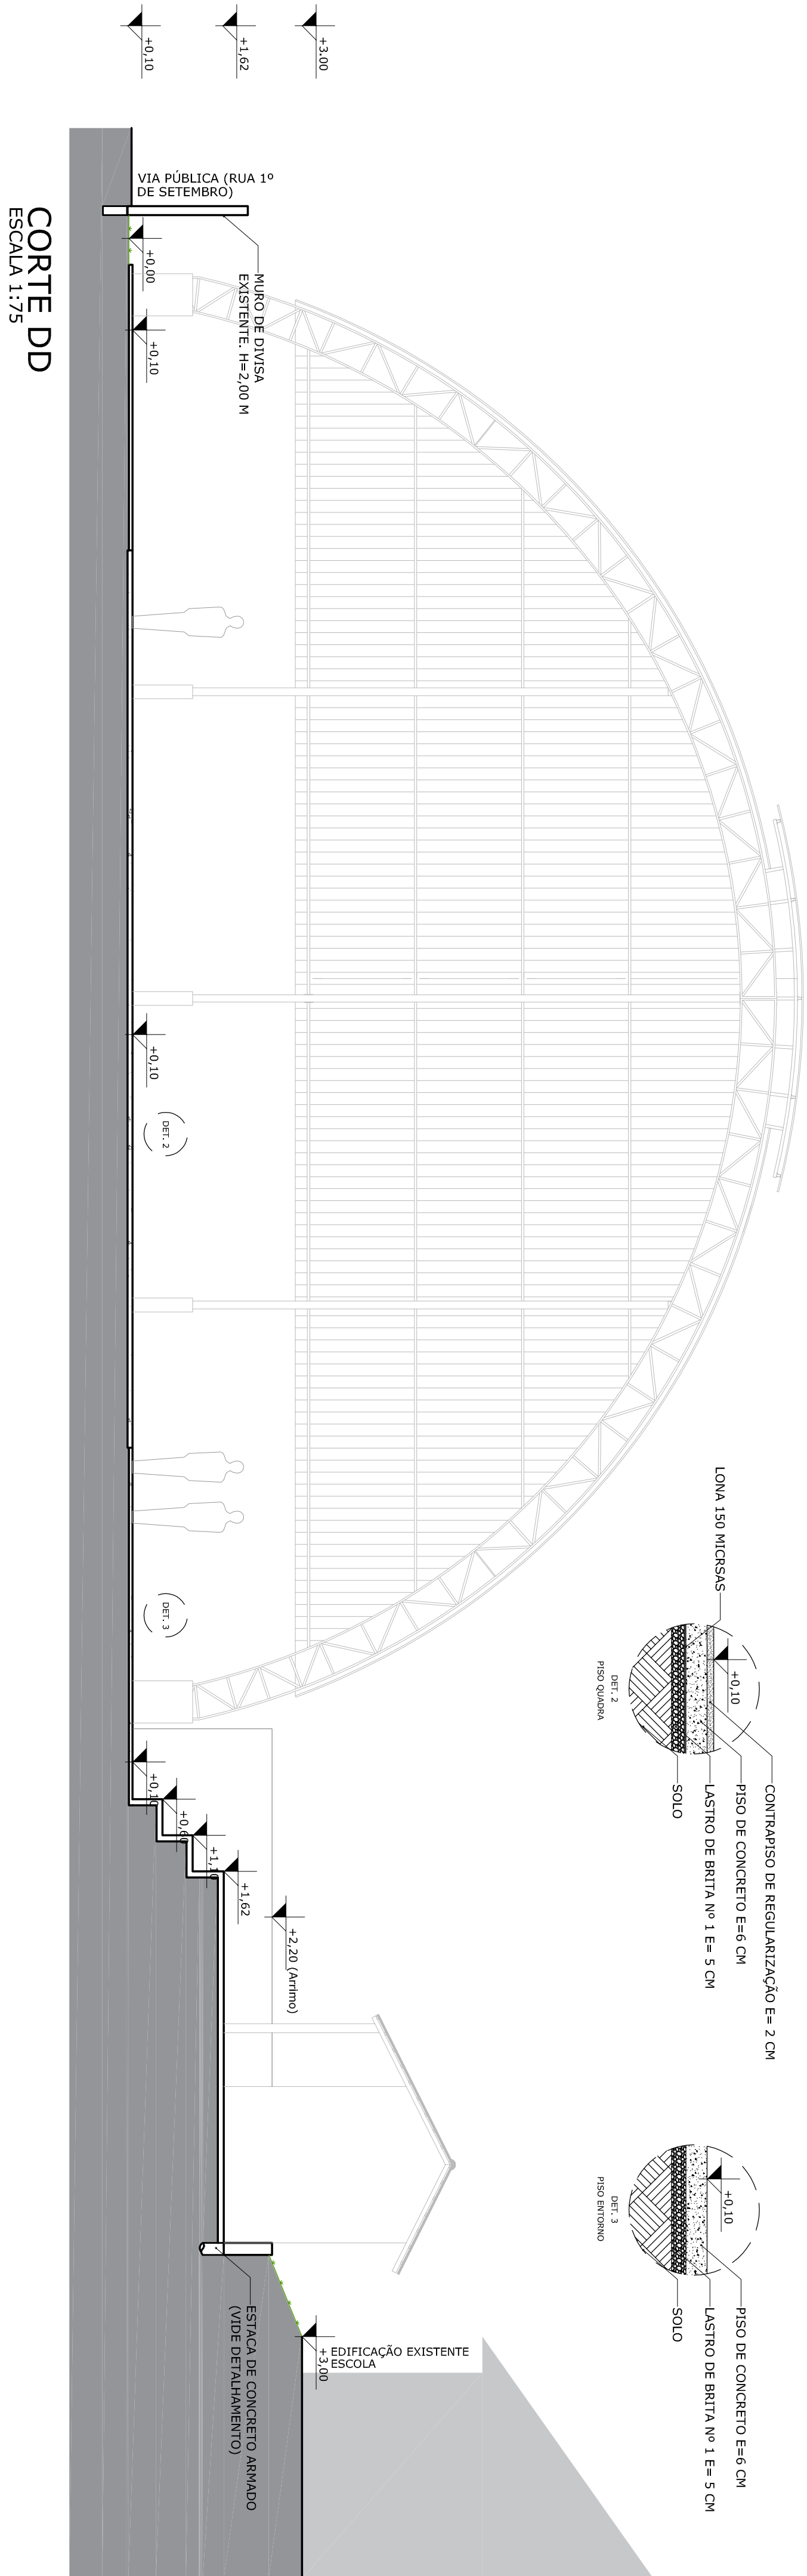 +3.00
+1,62
+0,10
VIA PÚBLICA (RUA 1º
DE SETEMBRO)
MURO DE DIVISA
EXISTENTE. H=2,00 M
+0,00
+0,10
+0,10
DET. 2
DET. 3
LONA 150 MICRSAS
+0,10
DET. 2
PISO QUADRA
CONTRAPISO DE REGULARIZAÇÃO E= 2 CM
PISO DE CONCRETO E=6 CM
LASTRO DE BRITA Nº 1 E= 5 CM
SOLO
+0,10
DET. 3
PISO ENTORNO
PISO DE CONCRETO E=6 CM
LASTRO DE BRITA Nº 1 E= 5 CM
SOLO
+0,10
+0,60
+1,10
+1,62
+2,20 (Arrimo)
+3,00
EDIFICAÇÃO EXISTENTE
ESCOLA
ESTACA DE CONCRETO ARMADO
(VIDE DETALHAMENTO)
CORTE DD
ESCALA 1:75